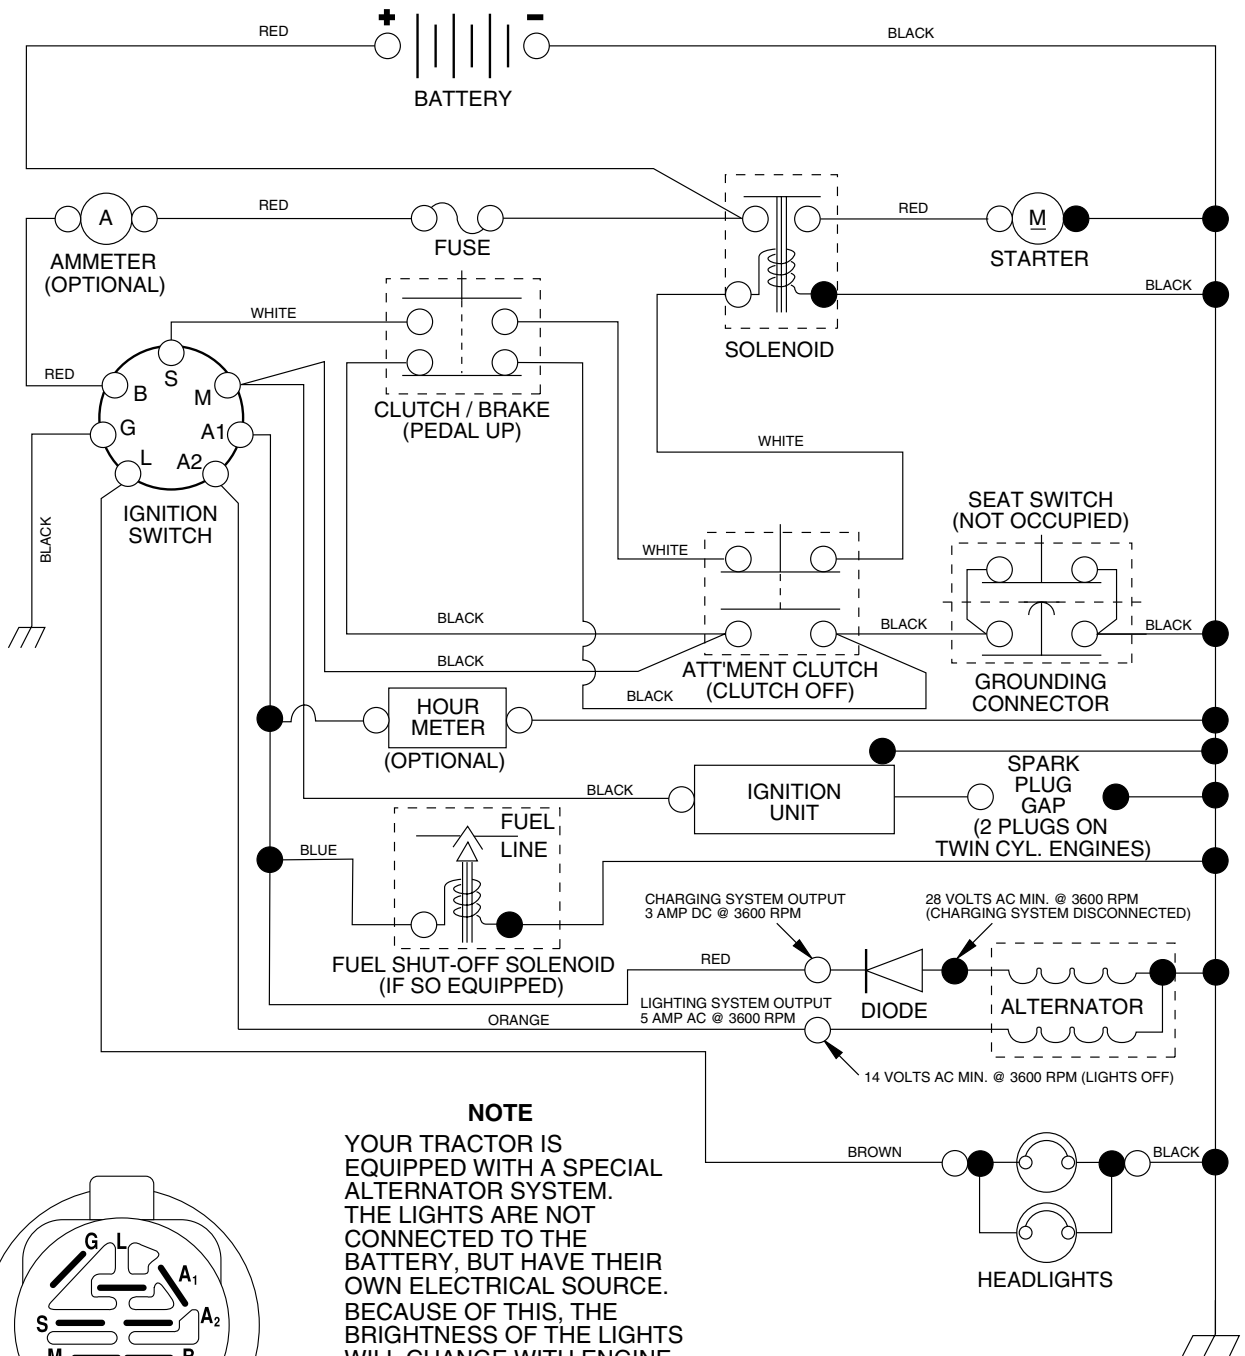 + -
RED
BLACK
BATTERY
RED
RED
A
M
FUSE
AMMETER
(OPTIONAL)
STARTER
BLACK
WHITE
SOLENOID
RED
S
B
M
CLUTCH / BRAKE
(PEDAL UP)
G
A1
L
A2
WHITE
IGNITION
SWITCH
BLACK
SEAT SWITCH
(NOT OCCUPIED)
WHITE
BLACK
BLACK
BLACK
BLACK
ATT'MENT CLUTCH
(CLUTCH OFF)
GROUNDING
CONNECTOR
BLACK
HOUR
METER
(OPTIONAL)
BLACK
IGNITION
UNIT
SPARK
PLUG
GAP
(2 PLUGS ON
TWIN CYL. ENGINES)
FUEL
LINE
BLUE
CHARGING SYSTEM OUTPUT
3 AMP DC @ 3600 RPM
28 VOLTS AC MIN. @ 3600 RPM
(CHARGING SYSTEM DISCONNECTED)
FUEL SHUT-OFF SOLENOID
(IF SO EQUIPPED)
RED
DIODE
ALTERNATOR
LIGHTING SYSTEM OUTPUT
5 AMP AC @ 3600 RPM
ORANGE
14 VOLTS AC MIN. @ 3600 RPM (LIGHTS OFF)
NOTE
YOUR TRACTOR IS
EQUIPPED WITH A SPECIAL
ALTERNATOR SYSTEM.
THE LIGHTS ARE NOT
CONNECTED TO THE
BATTERY, BUT HAVE THEIR
OWN ELECTRICAL SOURCE.
BECAUSE OF THIS, THE
BRIGHTNESS OF THE LIGHTS
WILL CHANGE WITH ENGINE
BROWN
BLACK
HEADLIGHTS
G L
A1
A2
S
M
B